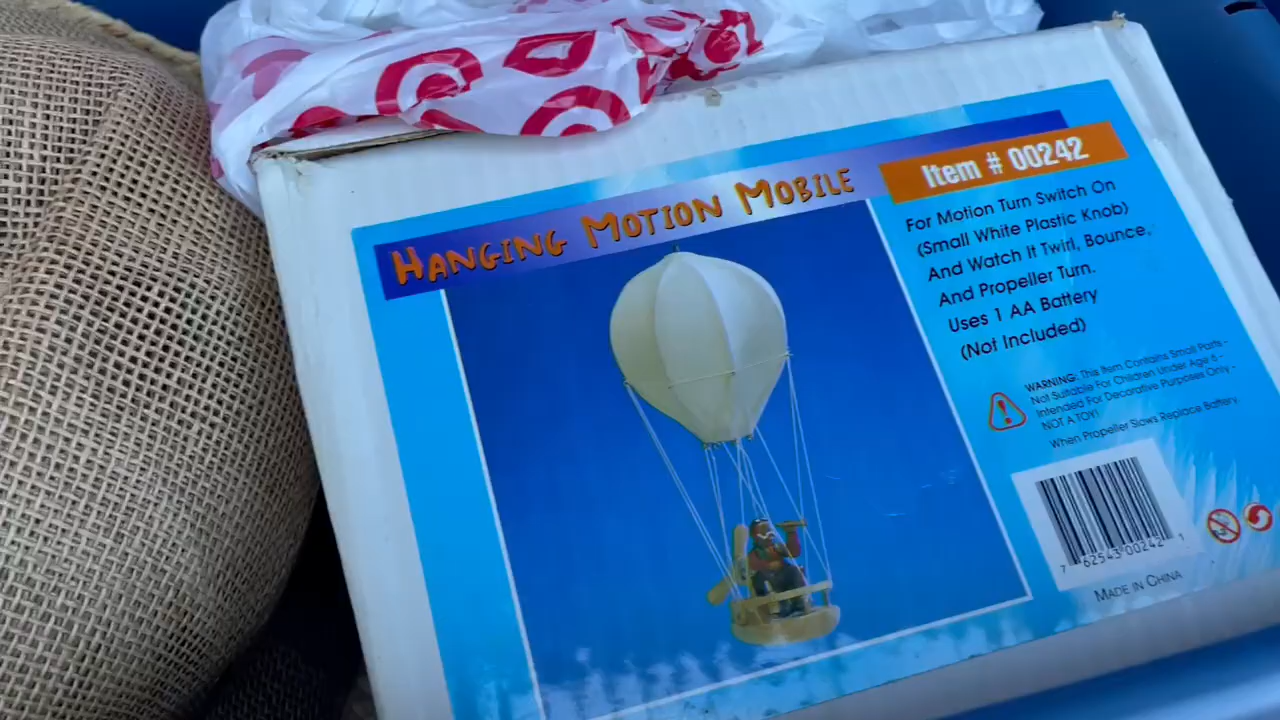 HANGING MOTION MOBILE
Item # 00242
For Motion Turn Switch On
(Small White Plastic Knob)
And Watch It Twirl, Bounce,
And Propeller Turn.
Uses 1 AA Battery
(Not Included)
WARNING: This Item Contains Small Parts -
Not Suitable For Children Under Age 6 -
Intended For Decorative Purposes Only -
NOT A TOY!
When Propeller Slows Replace Battery.
7 62543 00242 1
MADE IN CHINA